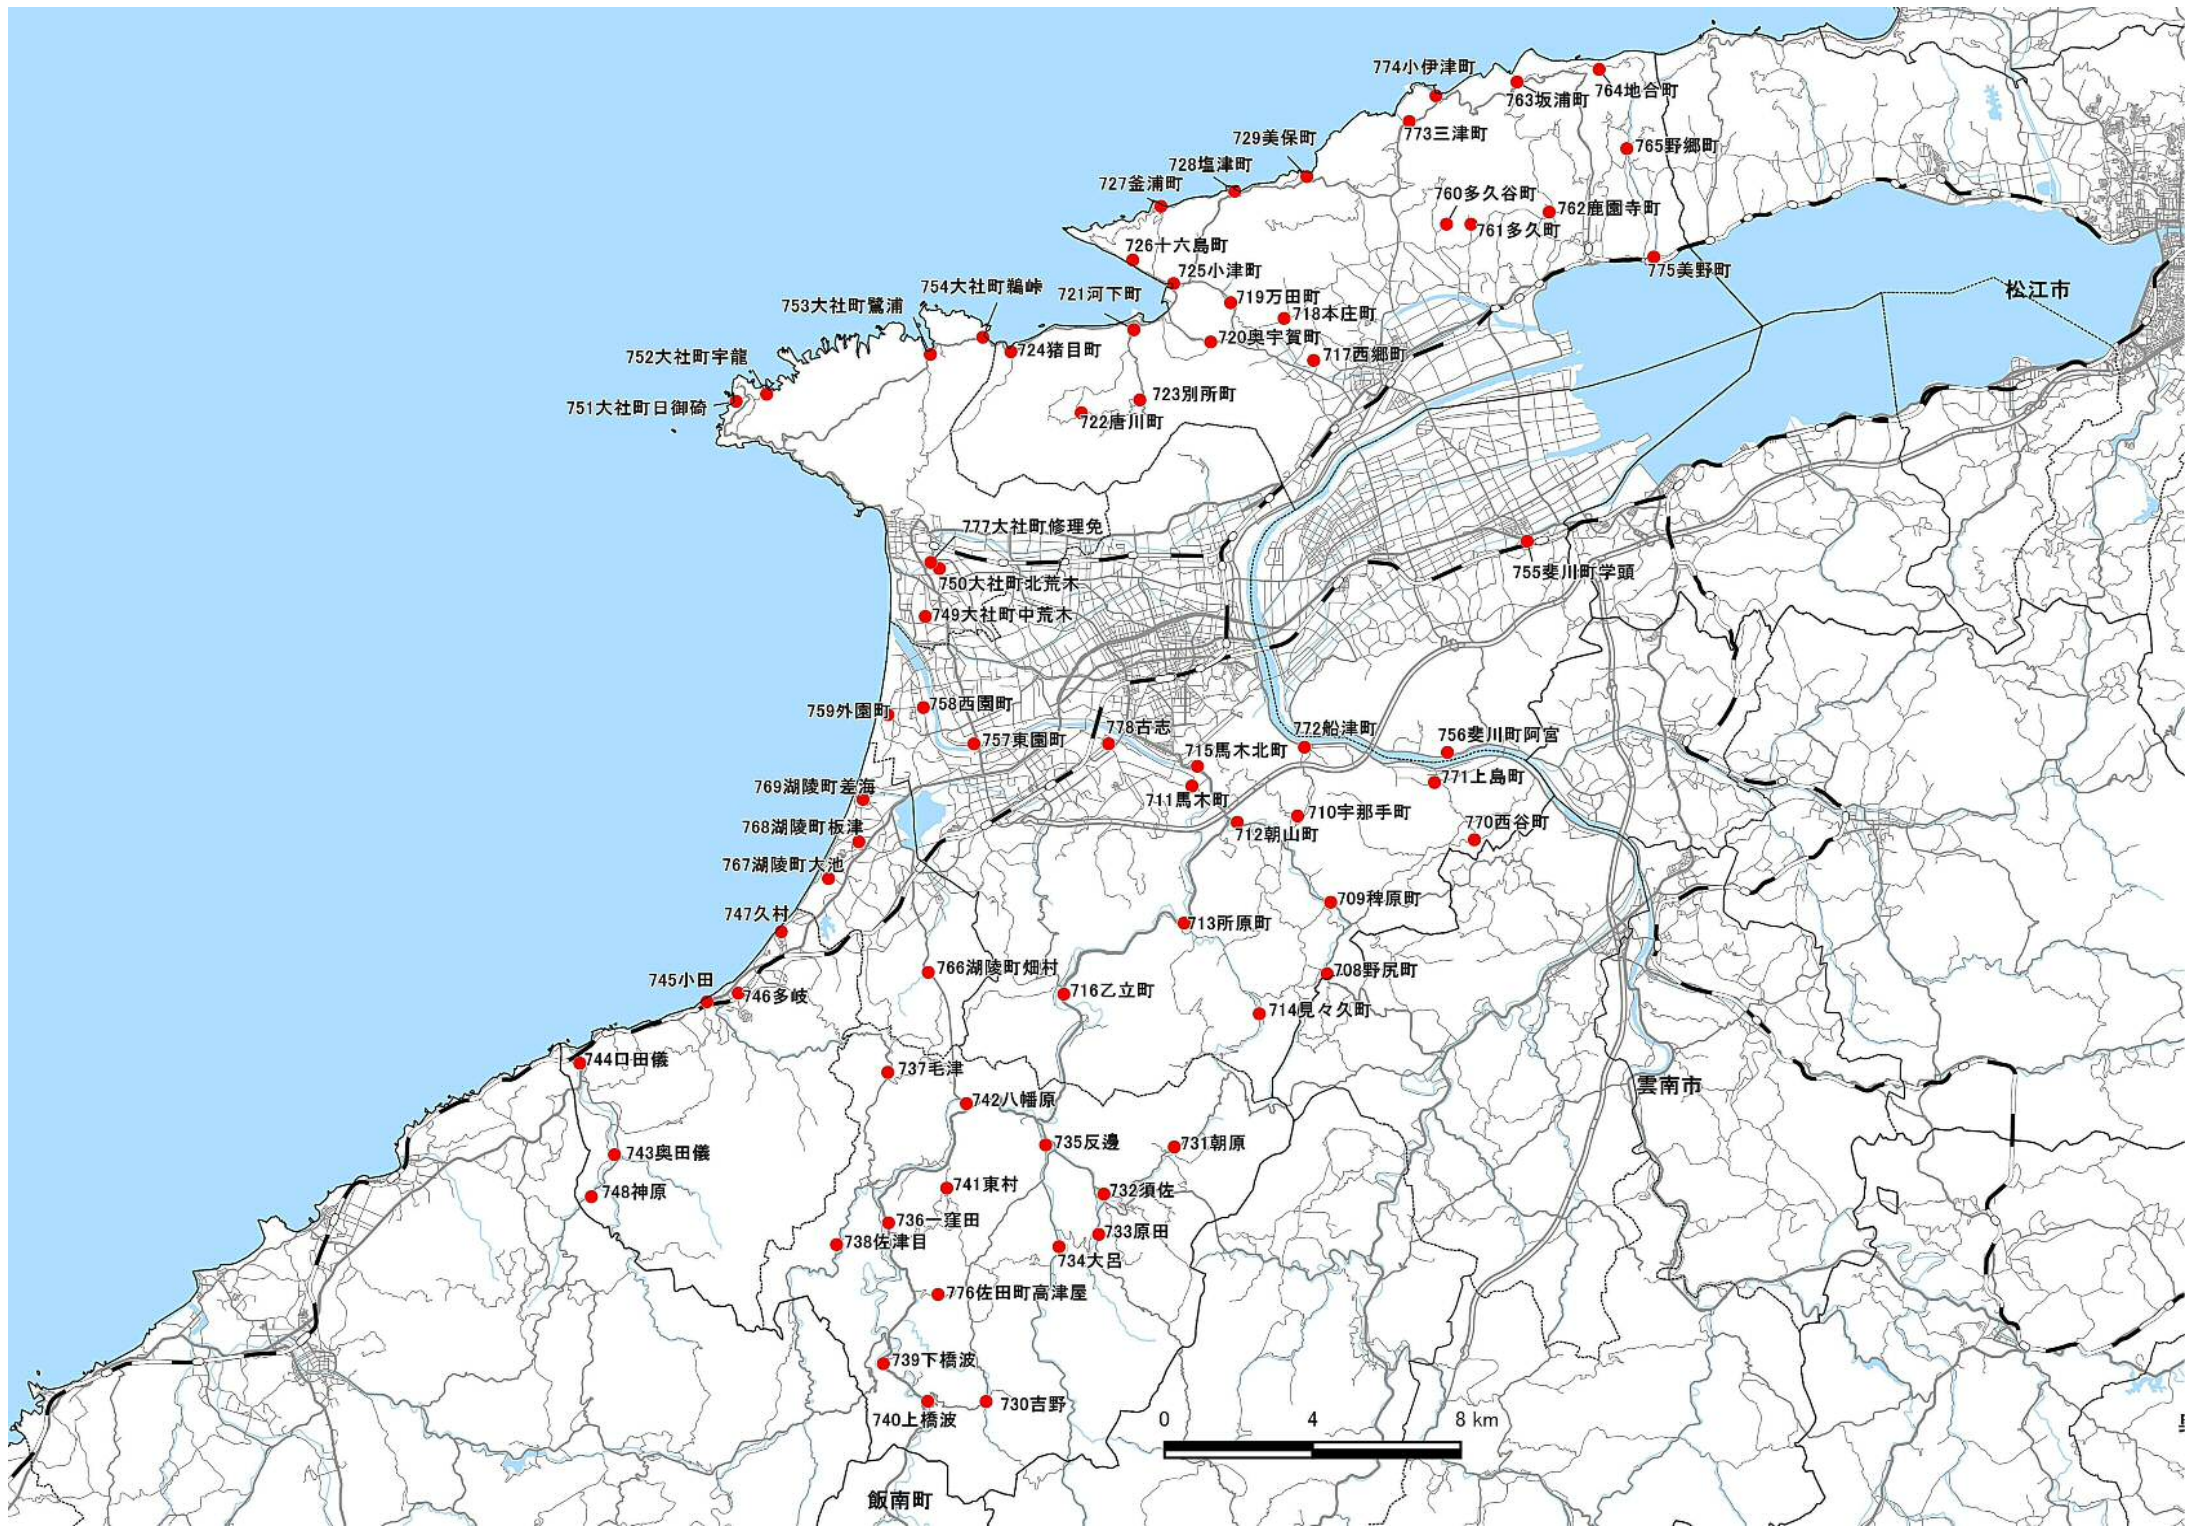 774小伊津町
764地合町
763坂浦町
773三津町
729美保町
765野郷町
728塩津町
727釜浦町
760多久谷町
762鹿園寺町
761多久町
726十六島町
775美野町
725小津町
754大社町鵜峠
721河下町
松江市
719万田町
753大社町鷺浦
718本庄町
720奥宇賀町
724猪目町
752大社町宇龍
717西郷町
723別所町
751大社町日御碕
722唐川町
777大社町修理免
755斐川町学頭
750大社町北荒木
749大社町中荒木
758西園町
759外園町
757東園町
778古志
772船津町
756斐川町阿宮
715馬木北町
771上島町
769湖陵町差海
711馬木町
710宇那手町
768湖陵町板津
712朝山町
770西谷町
767湖陵町大池
709稗原町
747久村
713所原町
766湖陵町畑村
708野尻町
745小田
746多岐
716乙立町
714見々久町
744口田儀
737毛津
雲南市
742八幡原
735反邊
731朝原
743奥田儀
741東村
732須佐
748神原
736一窪田
733原田
738佐津目
734大呂
776佐田町高津屋
739下橋波
730吉野
740上橋波
0 4 8 km
飯南町